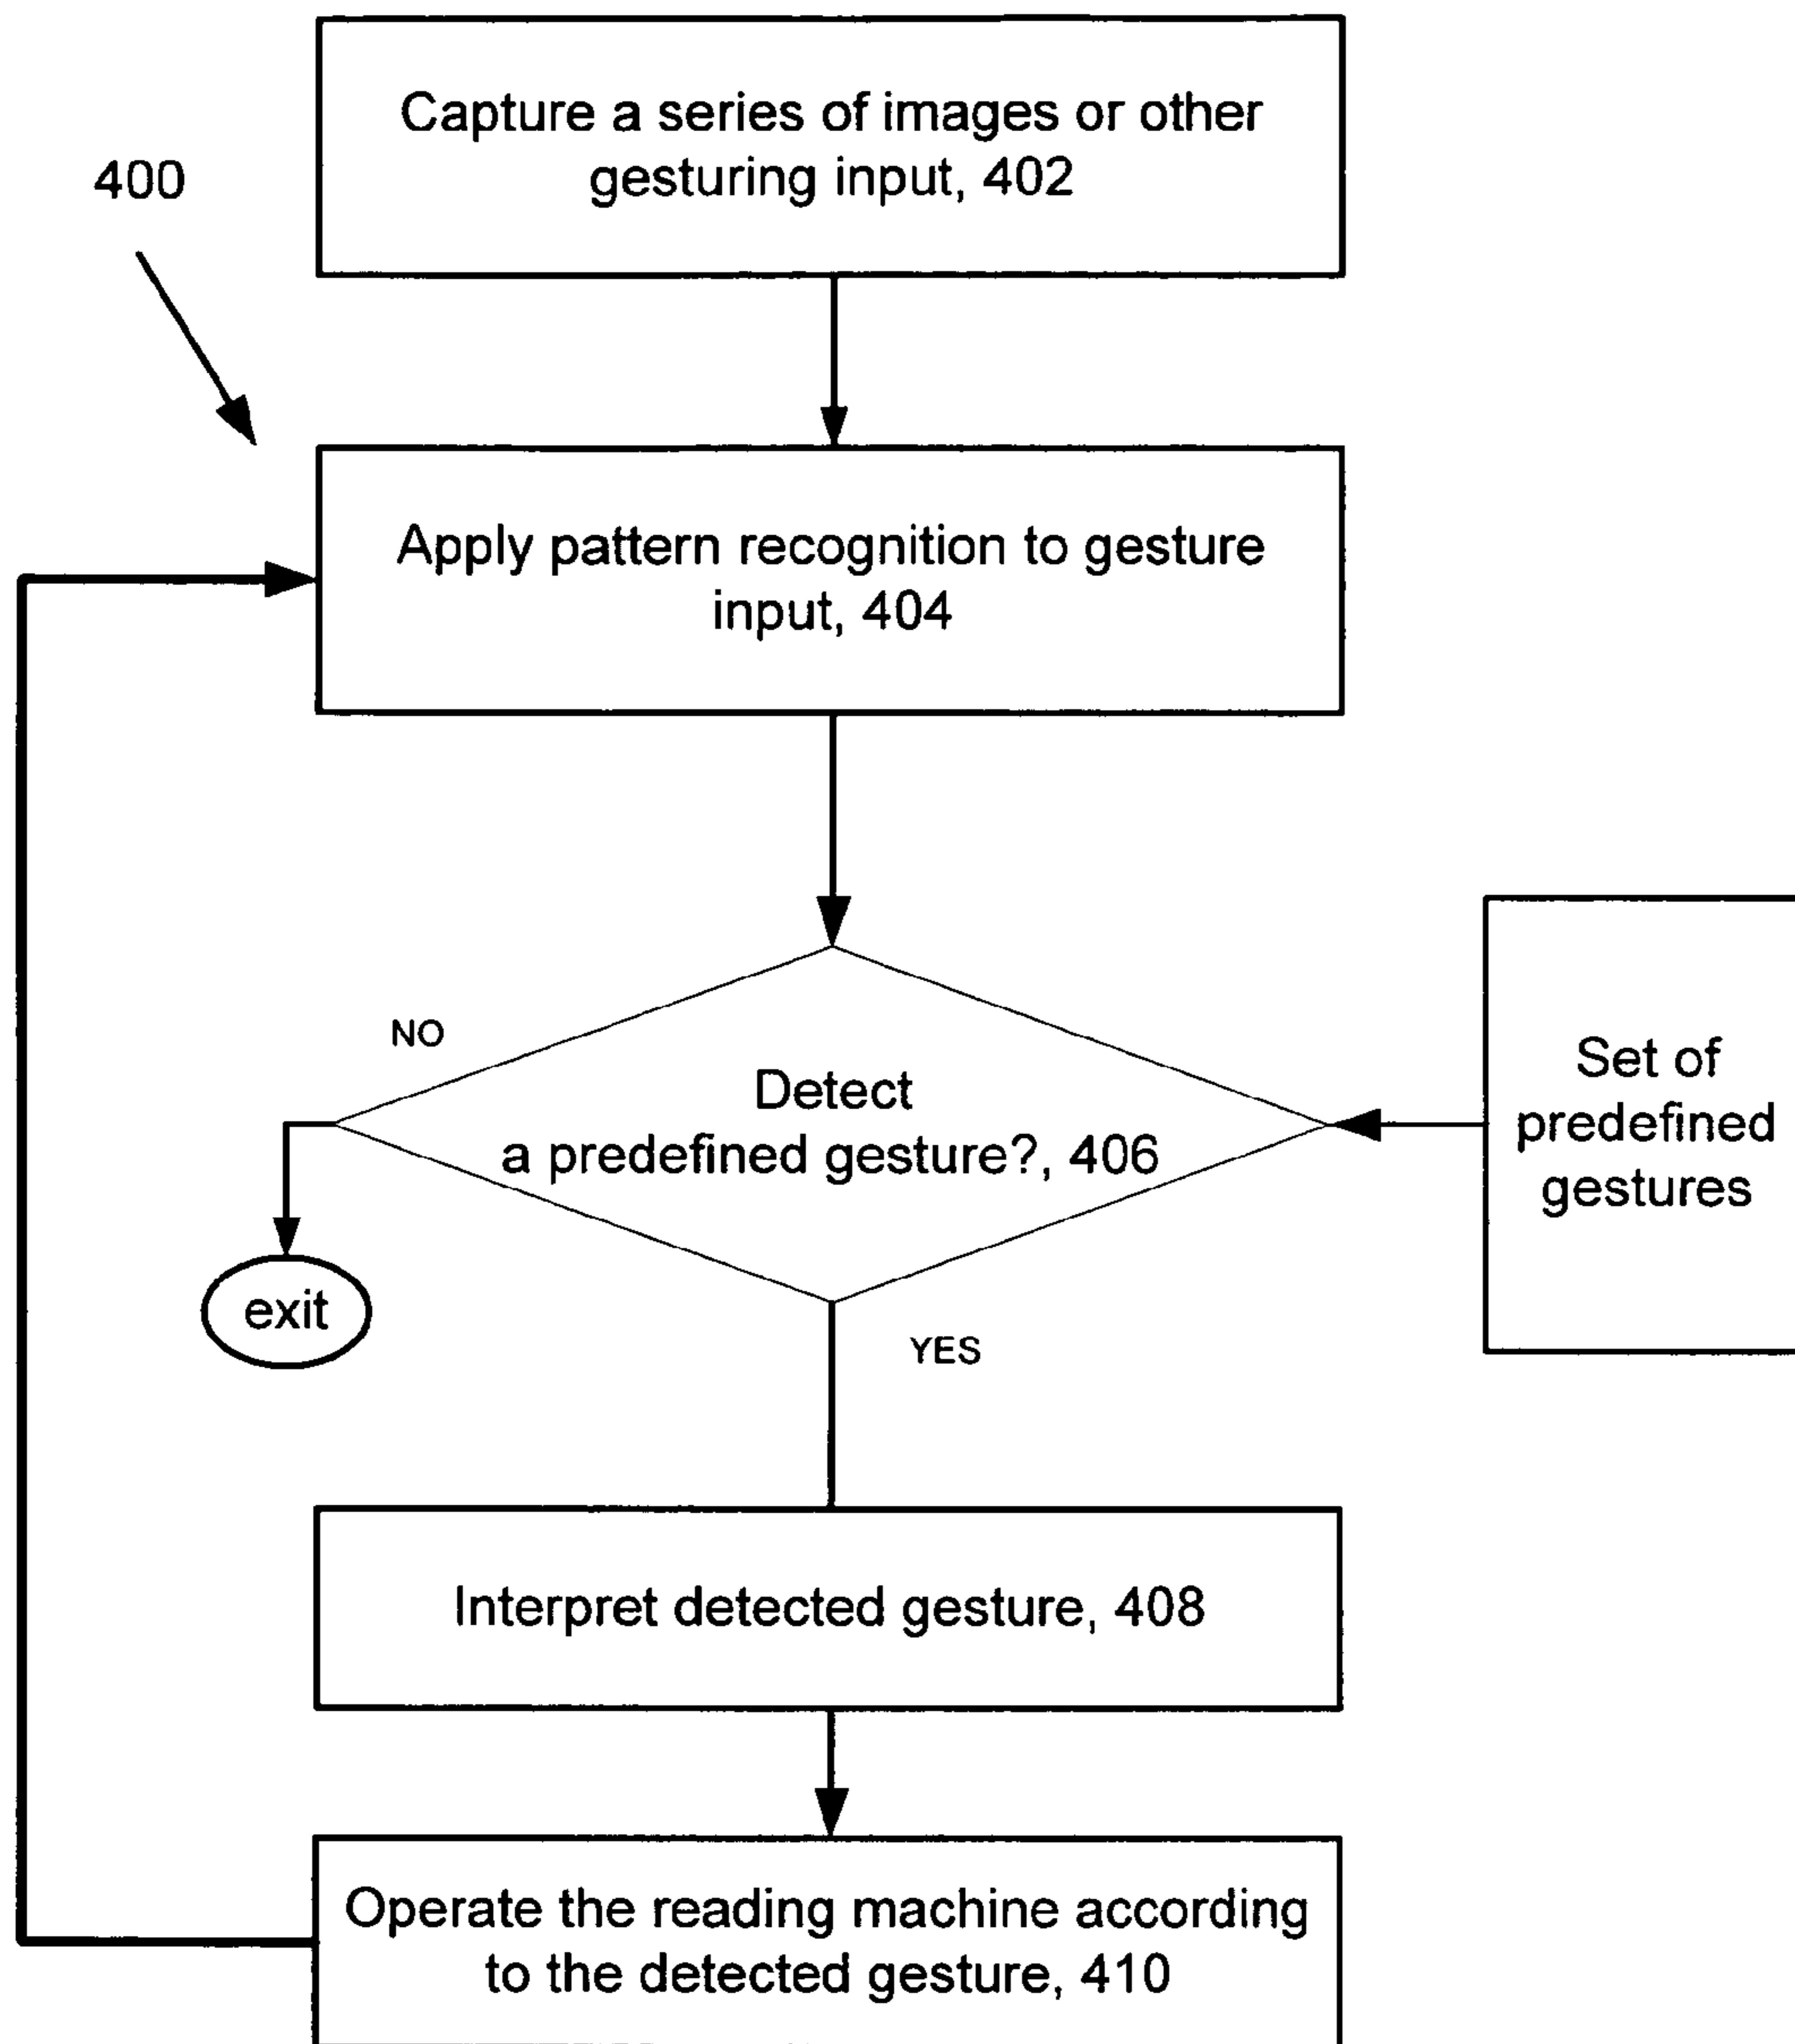 Capture a series of images or other
gesturing input, 402
400
Apply pattern recognition to gesture
input, 404
NO
Detect
a predefined gesture?, 406
Set of
predefined
gestures
exit
YES
Interpret detected gesture, 408
Operate the reading machine according
to the detected gesture, 410